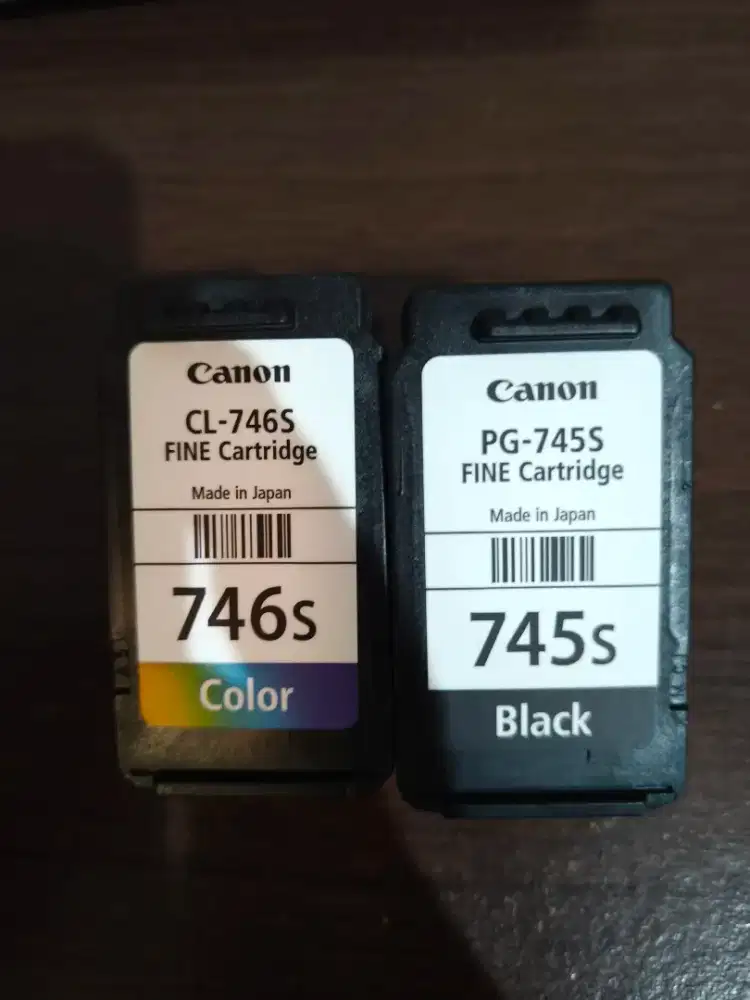 Canon
CL-746S
FINE Cartridge
Made in Japan
746s
Color
Canon
PG-745S
FINE Cartridge
Made in Japan
745s
Black